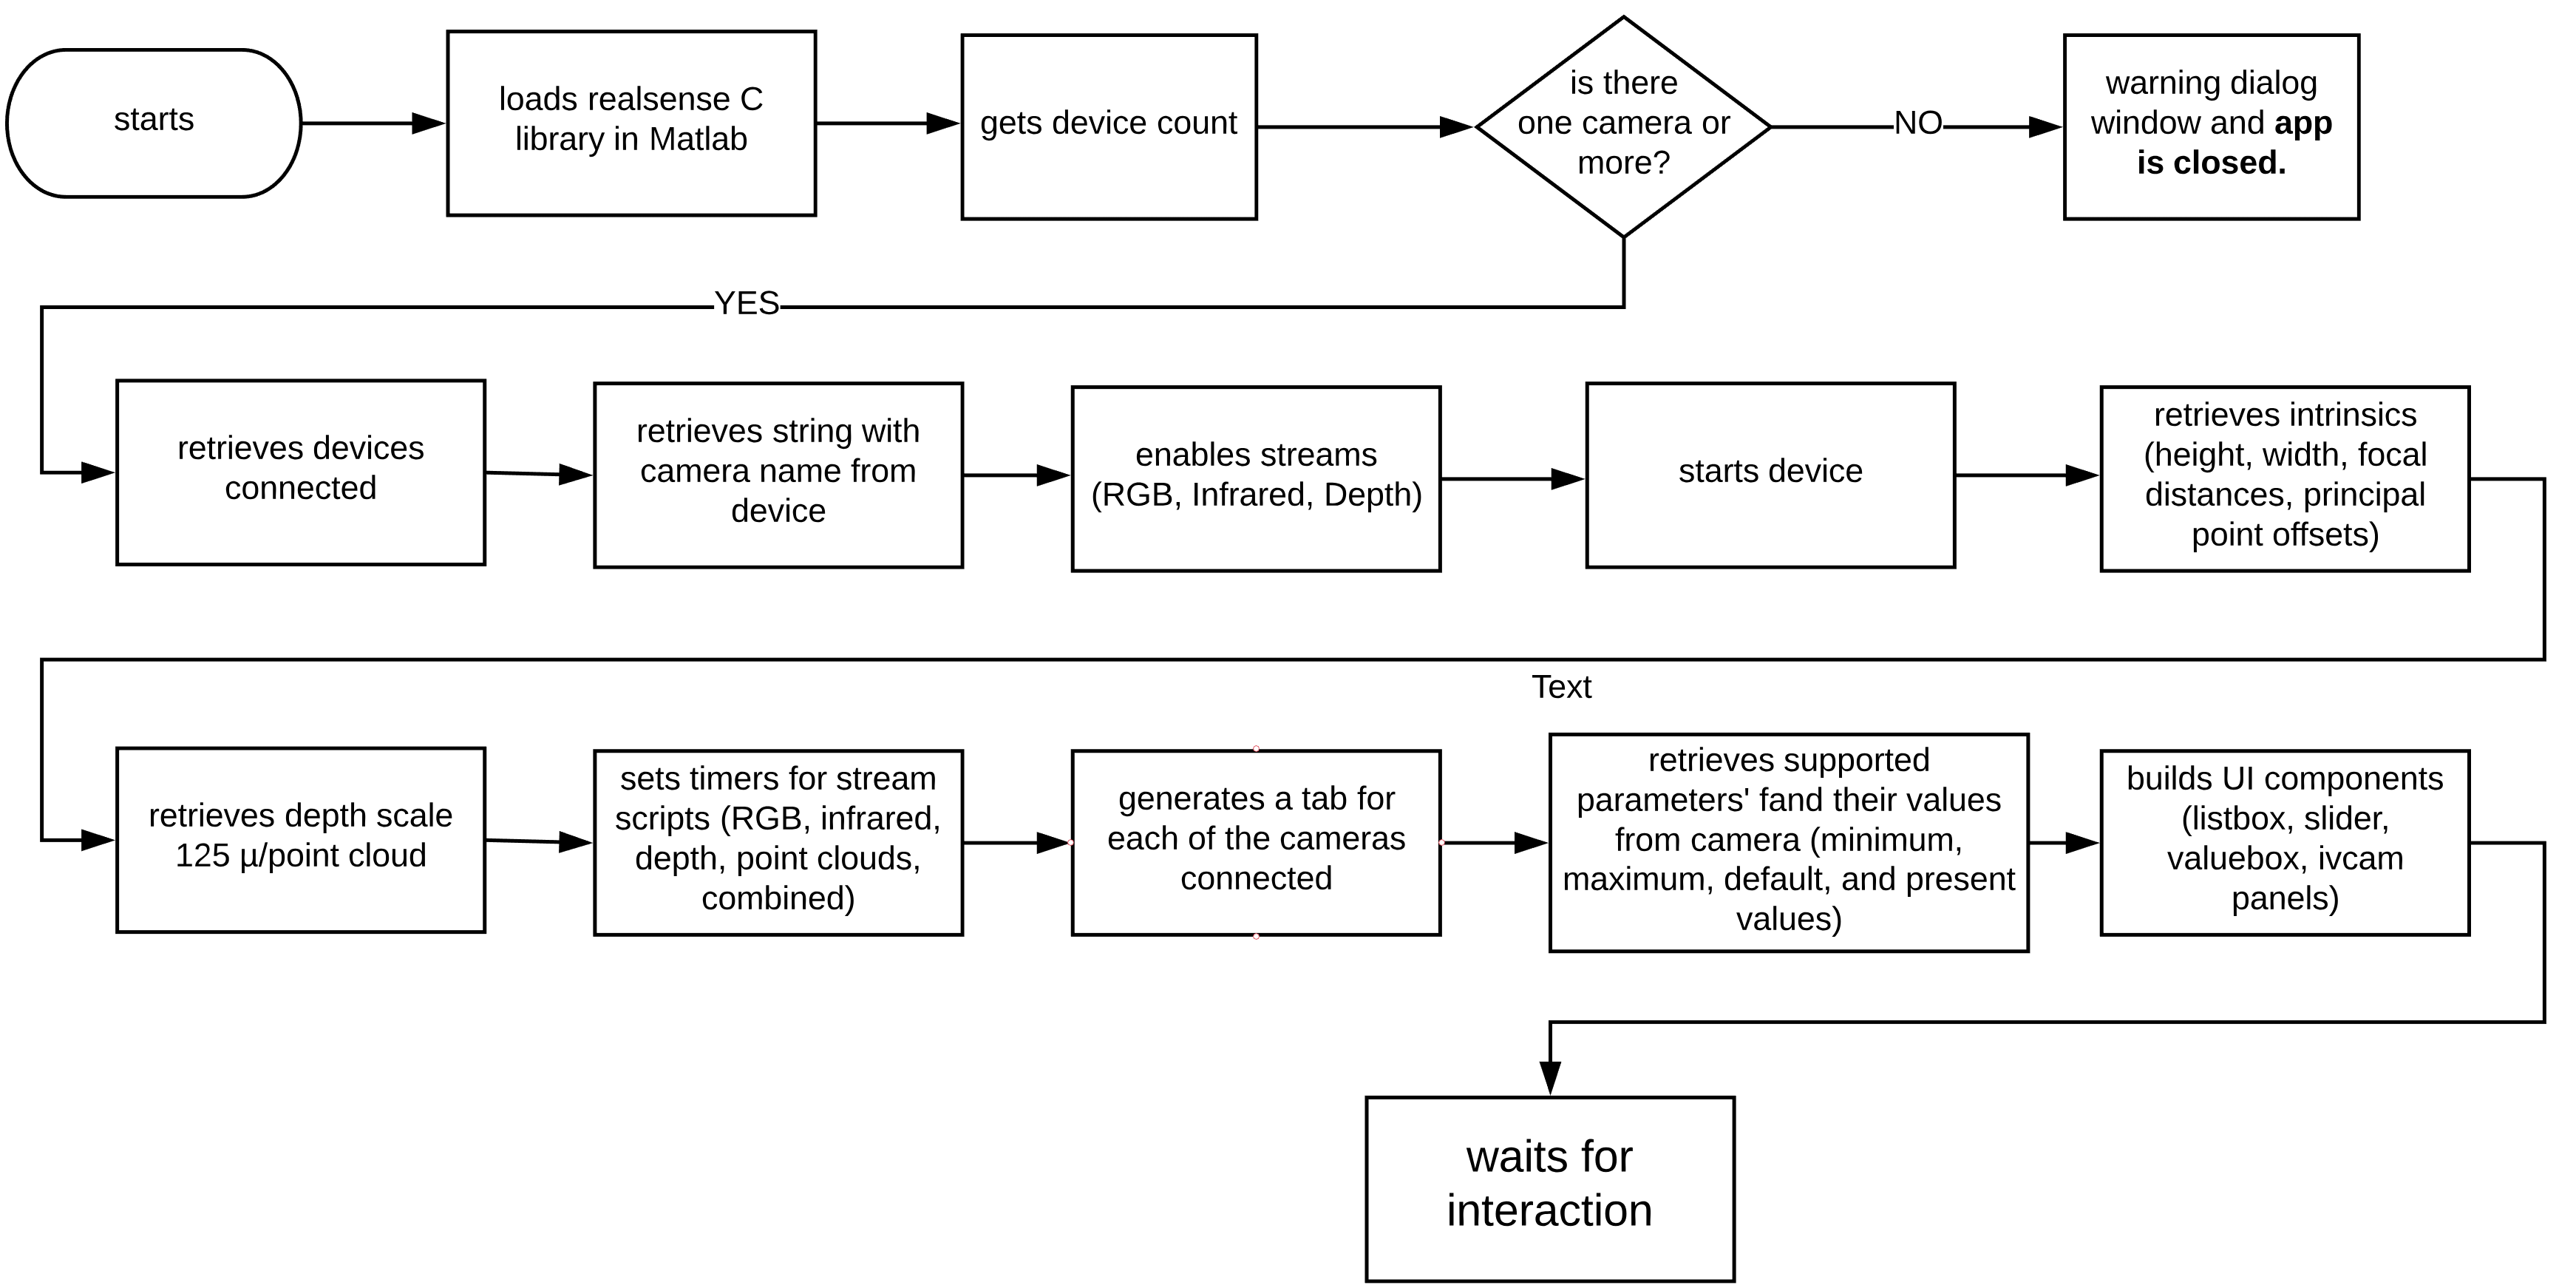 starts
loads realsense C
library in Matlab
gets device count
is there
one camera or
more?
NO
warning dialog
window and app
is closed.
YES
retrieves devices
connected
retrieves string with
camera name from
device
enables streams
(RGB, Infrared, Depth)
starts device
retrieves intrinsics
(height, width, focal
distances, principal
point offsets)
Text
retrieves depth scale
125 µ/point cloud
sets timers for stream
scripts (RGB, infrared,
depth, point clouds,
combined)
generates a tab for
each of the cameras
connected
retrieves supported
parameters' fand their values
from camera (minimum,
maximum, default, and present
values)
builds UI components
(listbox, slider,
valuebox, ivcam
panels)
waits for
interaction